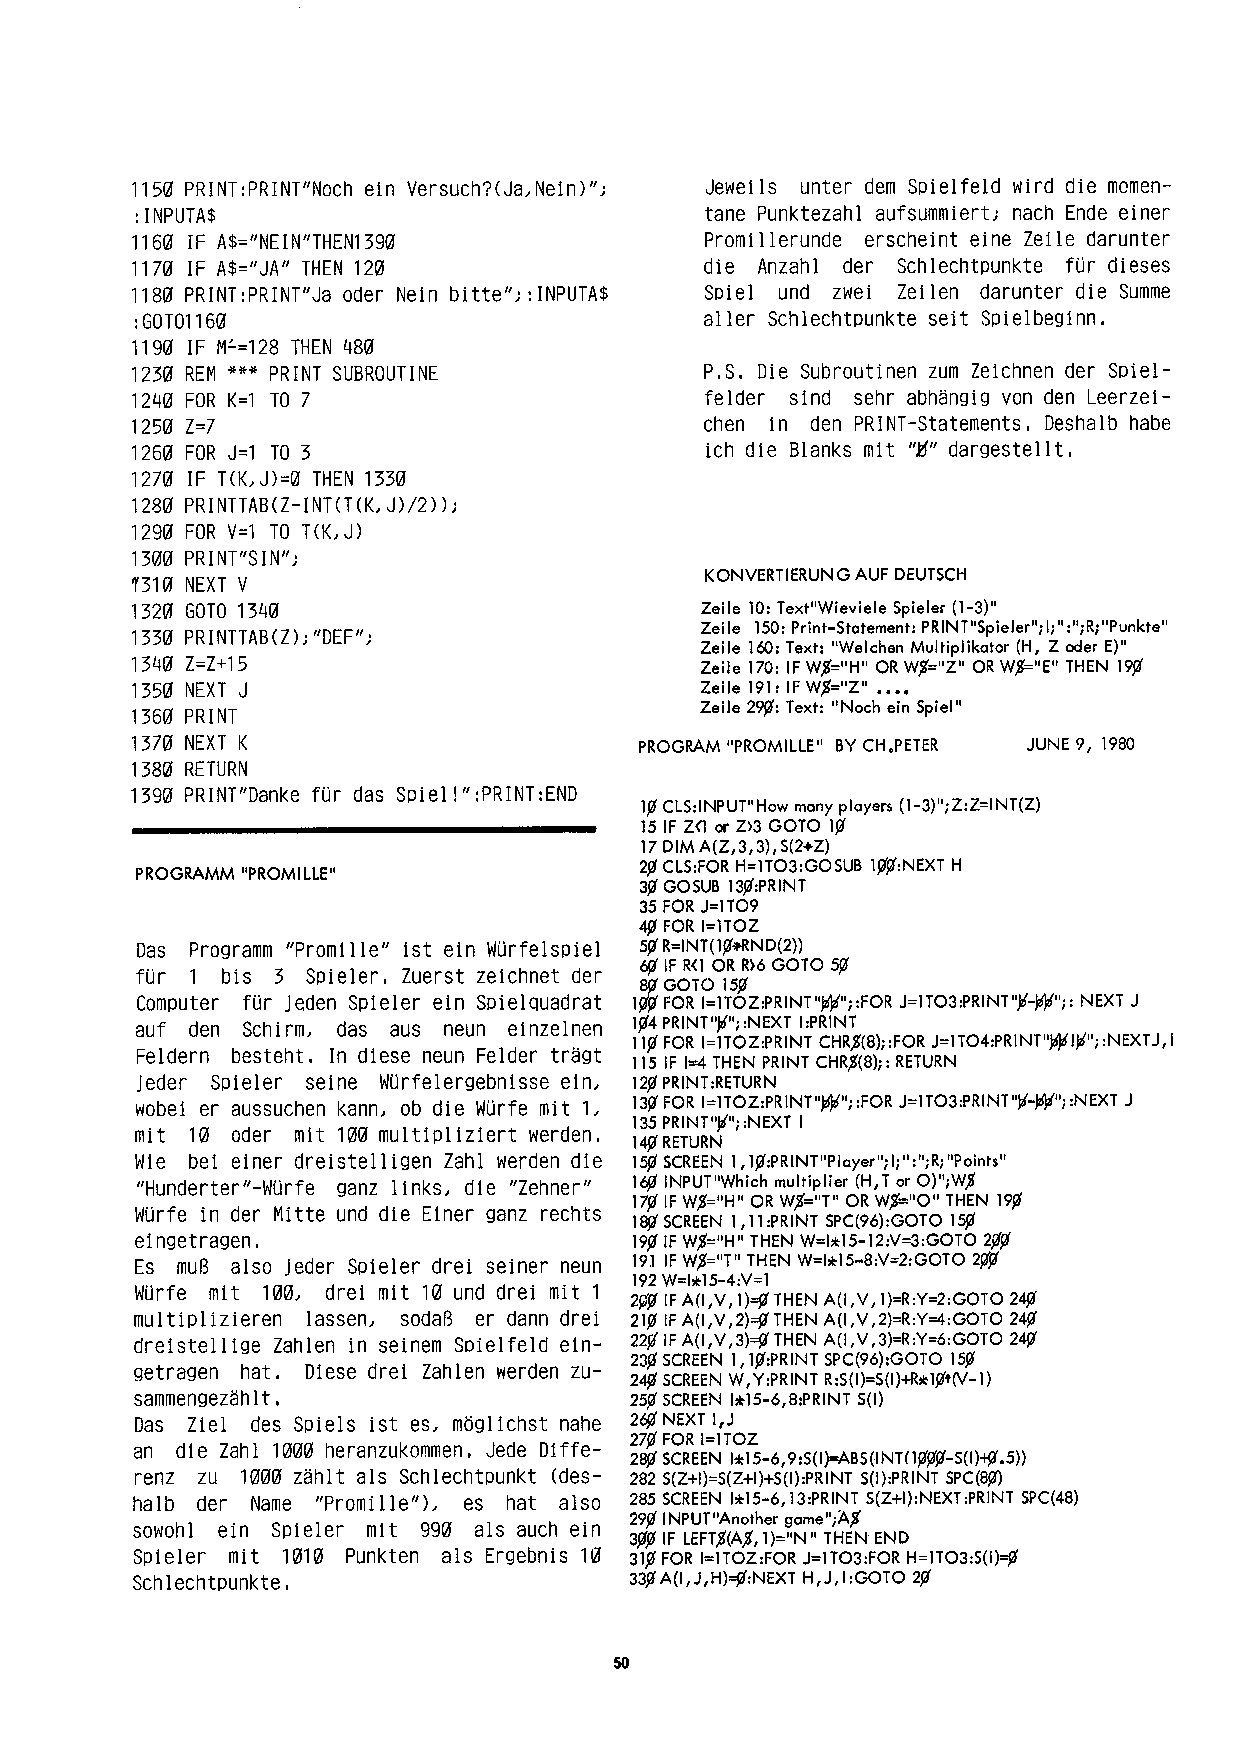 1150 PRINT:PRINT"Noch ein Versuch?(Ja,Nein)";
:INPUTA$
1160 IF A$="NEIN"THEN1390
1170 IF A$="JA" THEN 120
1180 PRINT:PRINT"Ja oder Nein bitte";:INPUTA$
:GOTO1160
1190 IF M-=128 THEN 480
1230 REM *** PRINT SUBROUTINE
1240 FOR K=1 TO 7
1250 Z=7
1260 FOR J=1 TO 3
1270 IF T(K,J)=0 THEN 1330
1280 PRINTTAB(Z-INT(T(K,J)/2));
1290 FOR V=1 TO T(K,J)
1300 PRINT"SIN";
1310 NEXT V
1320 GOTO 1340
1330 PRINTTAB(Z);"DEF";
1340 Z=Z+15
1350 NEXT J
1360 PRINT
1370 NEXT K
1380 RETURN
1390 PRINT"Danke für das Spiel!":PRINT:END
PROGRAMM "PROMILLE"
Das Programm "Promille" ist ein Würfelspiel
für 1 bis 3 Spieler. Zuerst zeichnet der
Computer für jeden Spieler ein Spielquadrat
auf den Schirm, das aus neun einzelnen
Feldern besteht. In diese neun Felder trägt
jeder Spieler seine Würfelergebnisse ein,
wobei er aussuchen kann, ob die Würfe mit 1,
mit 10 oder mit 100 multipliziert werden.
Wie bei einer dreistelligen Zahl werden die
"Hunderter"-Würfe ganz links, die "Zehner"
Würfe in der Mitte und die Einer ganz rechts
eingetragen.
Es muß also jeder Spieler drei seiner neun
Würfe mit 100, drei mit 10 und drei mit 1
multiplizieren lassen, sodaß er dann drei
dreistellige Zahlen in seinem Spielfeld ein-
getragen hat. Diese drei Zahlen werden zu-
sammengezählt.
Das Ziel des Spiels ist es, möglichst nahe
an die Zahl 1000 heranzukommen. Jede Diffe-
renz zu 1000 zählt als Schlechtpunkt (des-
halb der Name "Promille"), es hat also
sowohl ein Spieler mit 990 als auch ein
Spieler mit 1010 Punkten als Ergebnis 10
Schlechtpunkte.
Jeweils unter dem Spielfeld wird die momen-
tane Punktezahl aufsummiert; nach Ende einer
Promillerunde erscheint eine Zeile darunter
die Anzahl der Schlechtpunkte für dieses
Spiel und zwei Zeilen darunter die Summe
aller Schlechtpunkte seit Spielbeginn.
P.S. Die Subroutinen zum Zeichnen der Spiel-
felder sind sehr abhängig von den Leerzei-
chen in den PRINT-Statements. Deshalb habe
ich die Blanks mit "b̸" dargestellt.
KONVERTIERUNG AUF DEUTSCH
Zeile 10: Text"Wieviele Spieler (1-3)"
Zeile 150: Print-Statement: PRINT"Spieler";I;":";R;"Punkte"
Zeile 160: Text: "Welchen Multiplikator (H, Z oder E)"
Zeile 170: IF W$="H" OR W$="Z" OR W$="E" THEN 190
Zeile 191: IF W$="Z" ....
Zeile 290: Text: "Noch ein Spiel"
PROGRAM "PROMILLE" BY CH.PETER JUNE 9, 1980
10 CLS:INPUT"How many players (1-3)";Z:Z=INT(Z)
15 IF Z<1 or Z>3 GOTO 10
17 DIM A(Z,3,3),S(2*Z)
20 CLS:FOR H=1TO3:GOSUB 100:NEXT H
30 GOSUB 130:PRINT
35 FOR J=1TO9
40 FOR I=1TOZ
50 R=INT(10*RND(2))
60 IF R<1 OR R>6 GOTO 50
80 GOTO 150
100 FOR I=1TOZ:PRINT"b̸b̸";:FOR J=1TO3:PRINT"b̸-b̸b̸";: NEXT J
104 PRINT"b̸";:NEXT I:PRINT
110 FOR I=1TOZ:PRINT CHR$(8);:FOR J=1TO4:PRINT"b̸b̸!b̸";:NEXTJ,I
115 IF I=4 THEN PRINT CHR$(8);: RETURN
120 PRINT:RETURN
130 FOR I=1TOZ:PRINT"b̸b̸";:FOR J=1TO3:PRINT"b̸-b̸b̸";:NEXT J
135 PRINT"b̸";:NEXT I
140 RETURN
150 SCREEN 1,10:PRINT"Player";I;":";R;"Points"
160 INPUT"Which multiplier (H,T or O)";W$
170 IF W$="H" OR W$="T" OR W$="O" THEN 190
180 SCREEN 1,11:PRINT SPC(96):GOTO 150
190 IF W$="H" THEN W=I*15-12:V=3:GOTO 200
191 IF W$="T" THEN W=I*15-8:V=2:GOTO 200
192 W=I*15-4:V=1
200 IF A(I,V,1)=0 THEN A(I,V,1)=R:Y=2:GOTO 240
210 IF A(I,V,2)=0 THEN A(I,V,2)=R:Y=4:GOTO 240
220 IF A(I,V,3)=0 THEN A(I,V,3)=R:Y=6:GOTO 240
230 SCREEN 1,10:PRINT SPC(96):GOTO 150
240 SCREEN W,Y:PRINT R:S(I)=S(I)+R*10↑(V-1)
250 SCREEN I*15-6,8:PRINT S(I)
260 NEXT I,J
270 FOR I=1TOZ
280 SCREEN I*15-6,9:S(I)=ABS(INT(1000-S(I)+0.5))
282 S(Z+I)=S(Z+I)+S(I):PRINT S(I):PRINT SPC(80)
285 SCREEN I*15-6,13:PRINT S(Z+I):NEXT:PRINT SPC(48)
290 INPUT"Another game";A$
300 IF LEFT$(A$,1)="N" THEN END
310 FOR I=1TOZ:FOR J=1TO3:FOR H=1TO3:S(I)=0
330 A(I,J,H)=0:NEXT H,J,I:GOTO 20
50